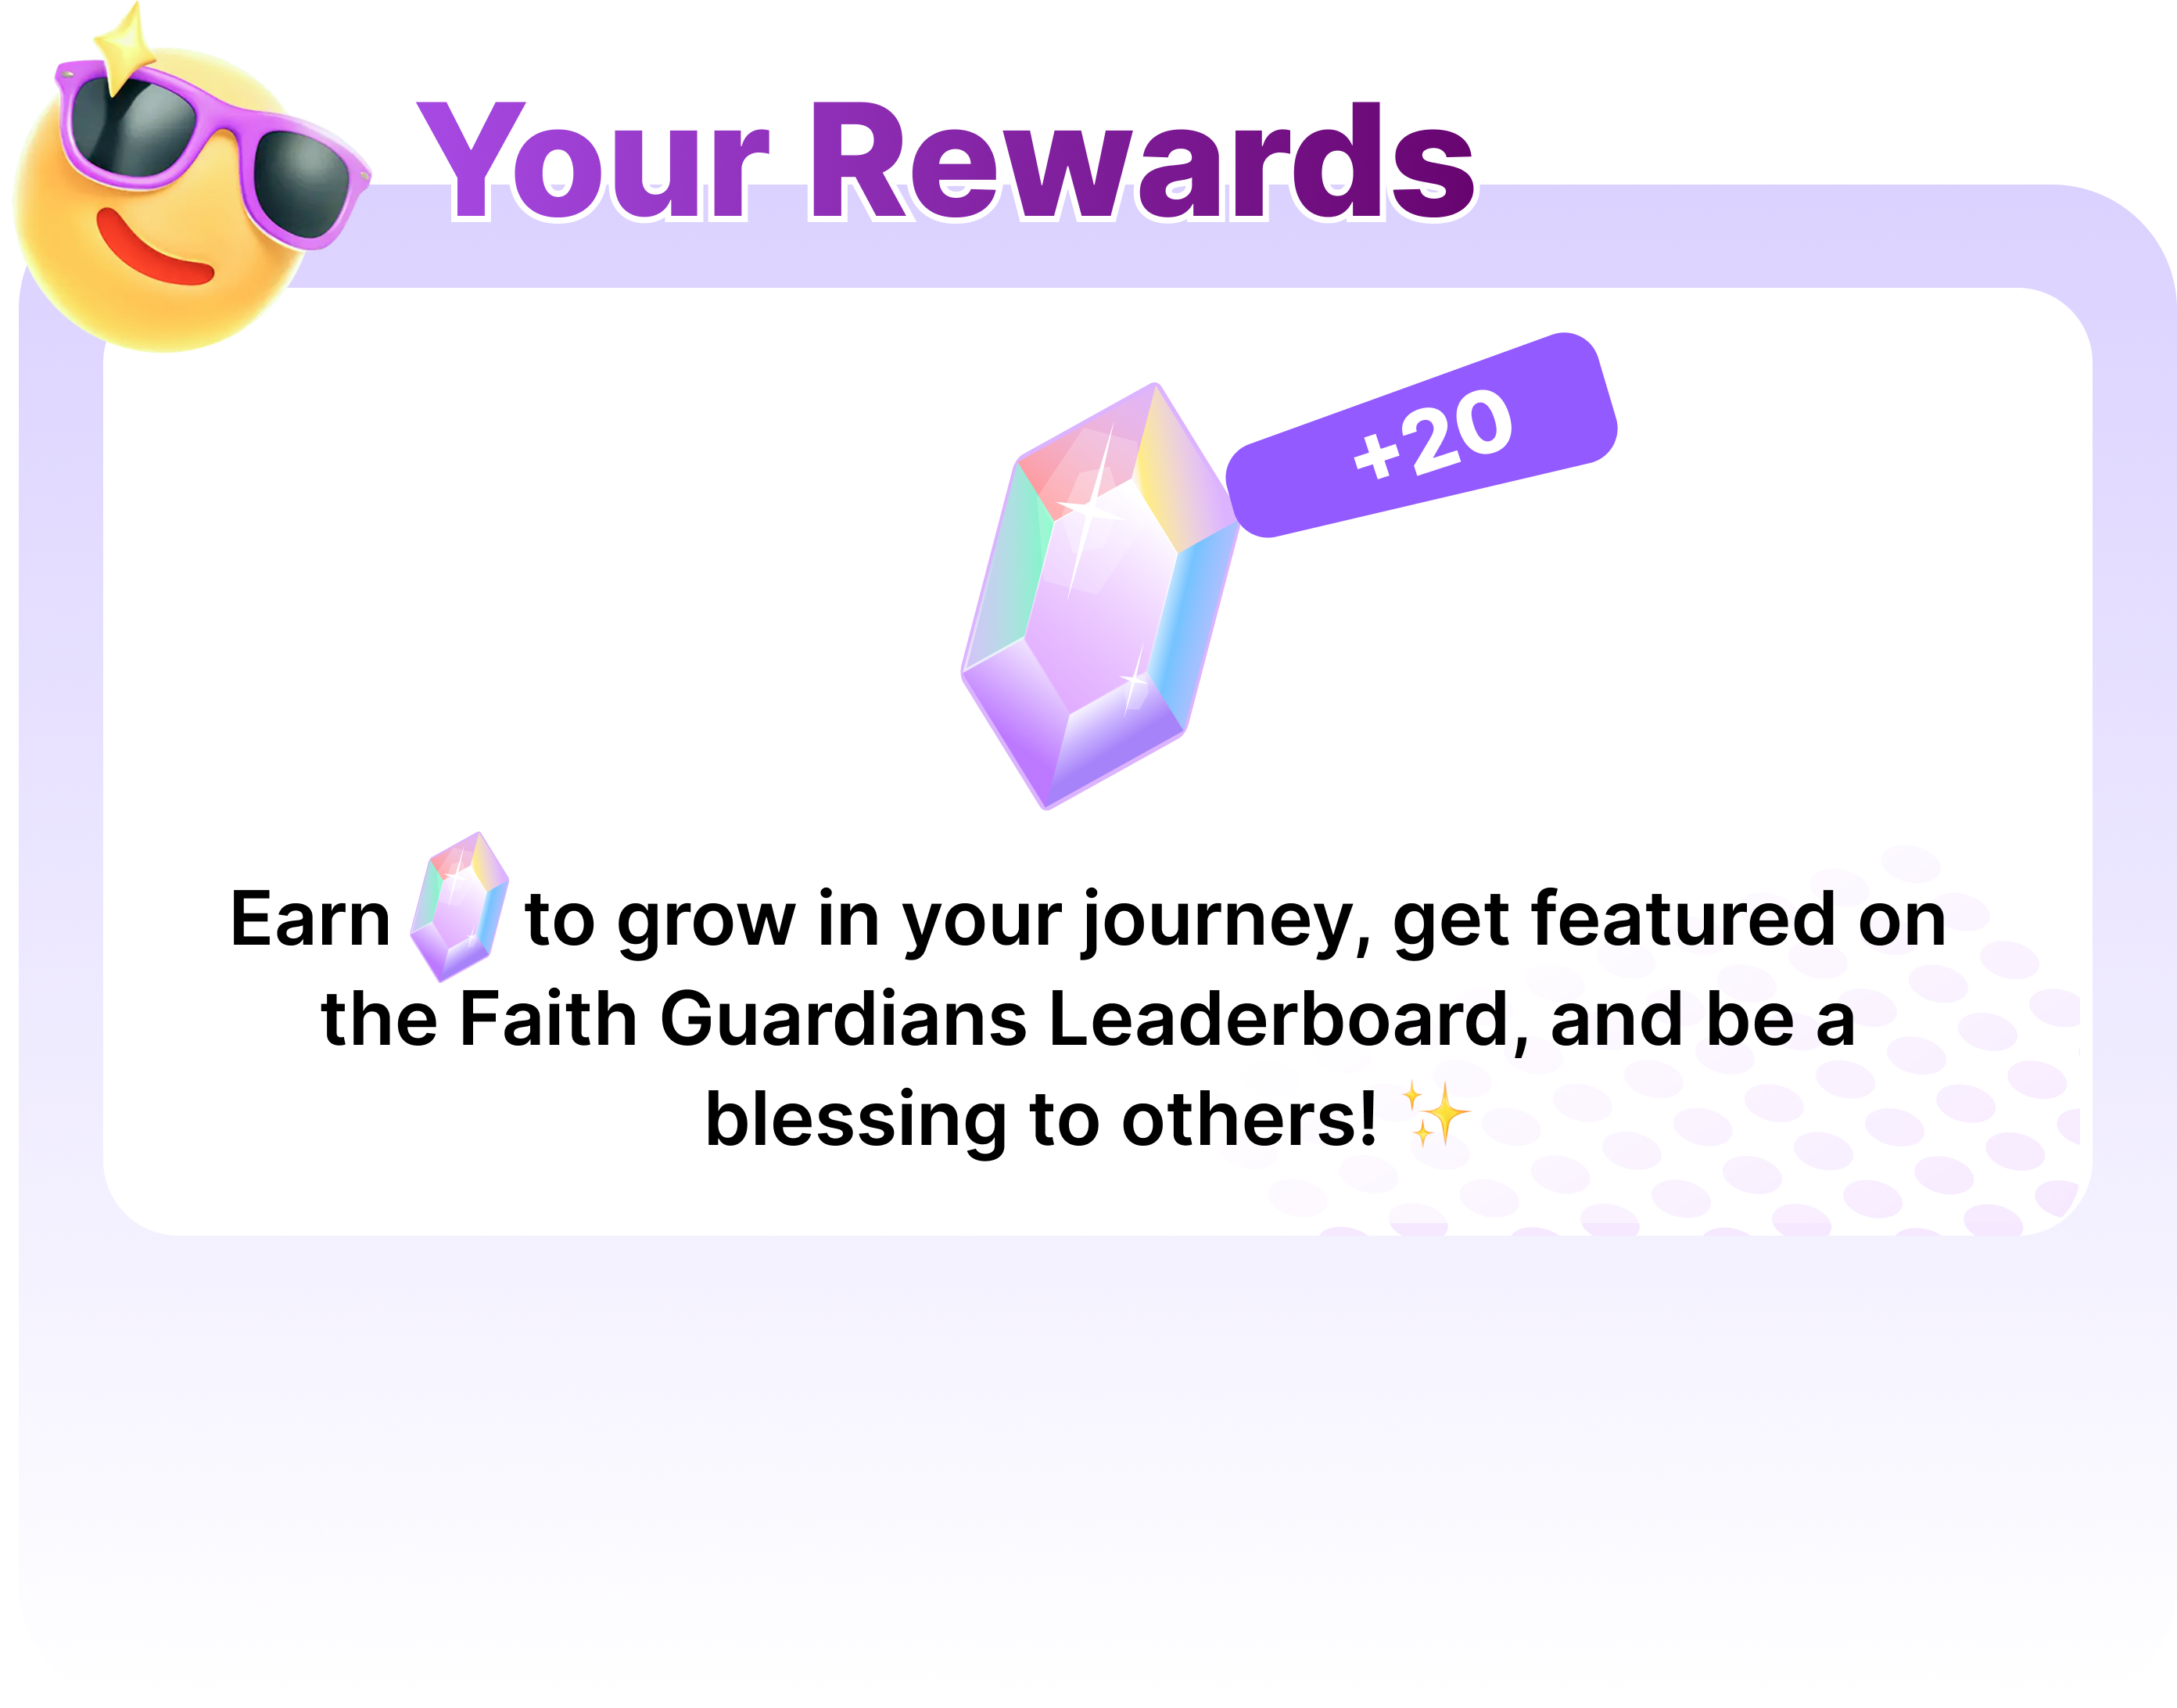 Your Rewards
+20
Earn to grow in your journey, get featured on
the Faith Guardians Leaderboard, and be a
blessing to others! ✨